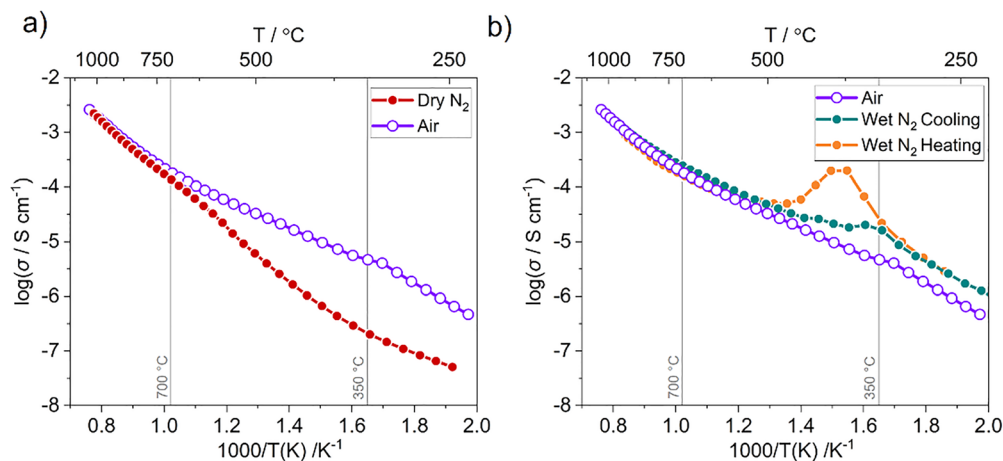 a)
T / °C
1000 750 500 250
-2
-3
-4
-5
-6
-7
-8
log(σ / S cm⁻¹)
Dry N₂
Air
700 °C
350 °C
0.8 1.0 1.2 1.4 1.6 1.8 2.0
1000/T(K) /K⁻¹
b)
T / °C
1000 750 500 250
-2
-3
-4
-5
-6
-7
-8
log(σ / S cm⁻¹)
Air
Wet N₂ Cooling
Wet N₂ Heating
700 °C
350 °C
0.8 1.0 1.2 1.4 1.6 1.8 2.0
1000/T(K) /K⁻¹